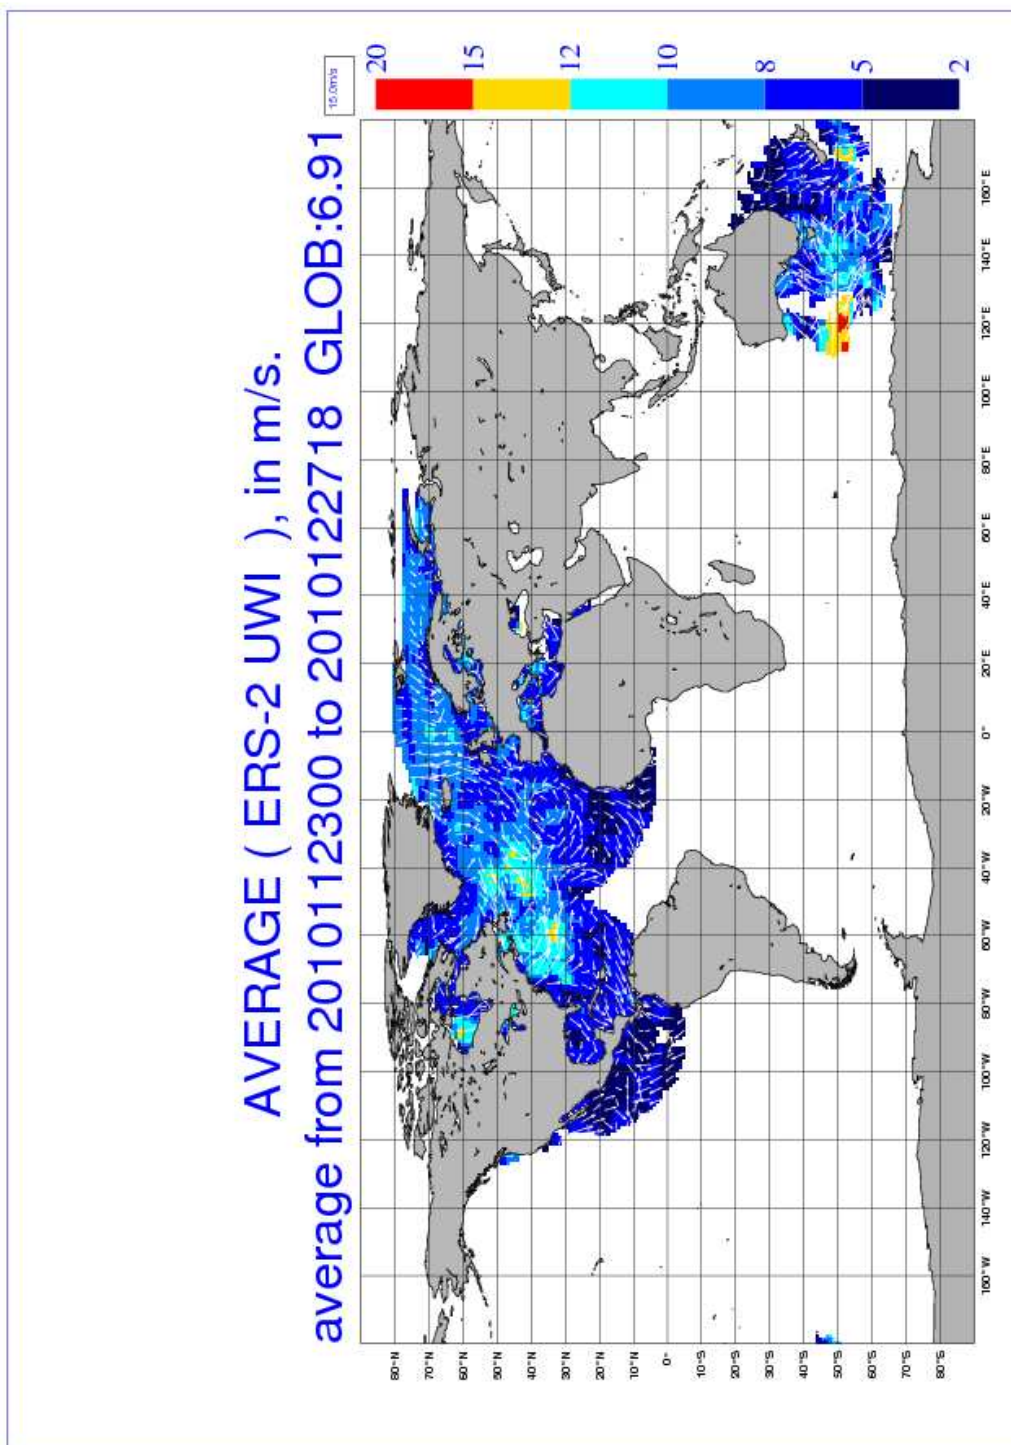 AVERAGE ( ERS-2 UWI ), in m/s.
average from 2010112300 to 2010122718 GLOB:6.91
15.0m/s
20
15
12
10
8
5
2
80°N
70°N
60°N
50°N
40°N
30°N
20°N
10°N
0°
10°S
20°S
30°S
40°S
50°S
60°S
70°S
80°S
160°W
140°W
120°W
100°W
80°W
60°W
40°W
20°W
0°
20°E
40°E
60°E
80°E
100°E
120°E
140°E
160°E